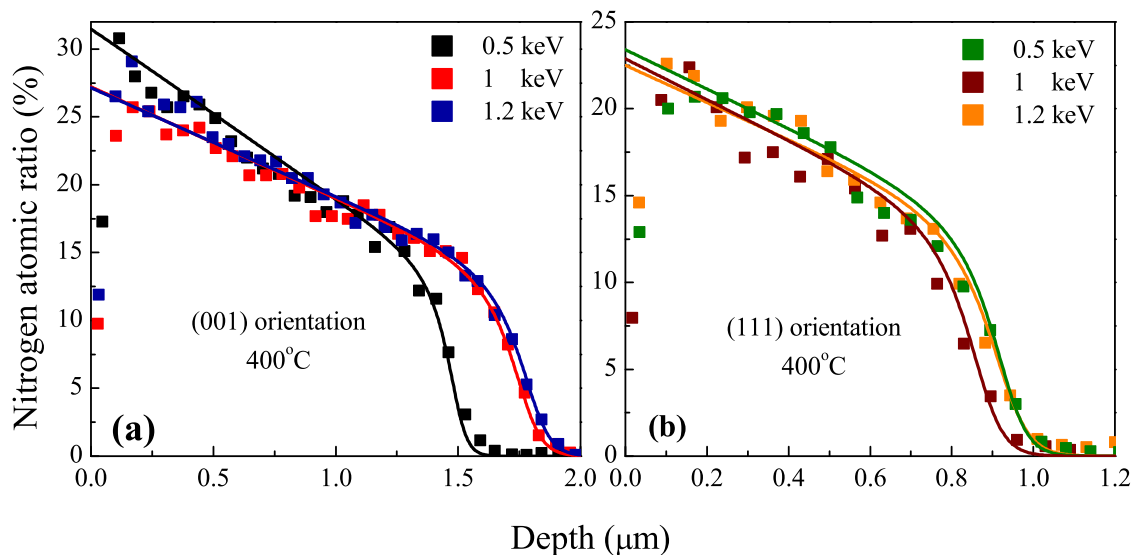 Nitrogen atomic ratio (%)
30
25
20
15
10
5
0
0.5 keV
1 keV
1.2 keV
(001) orientation
400°C
(a)
0.0
0.5
1.0
1.5
2.0
25
20
15
10
5
0
0.5 keV
1 keV
1.2 keV
(111) orientation
400°C
(b)
0.0
0.2
0.4
0.6
0.8
1.0
1.2
Depth (μm)